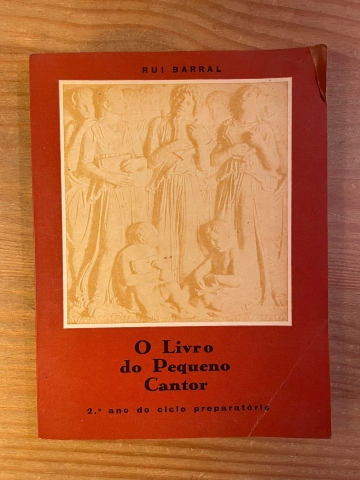 RUI BARRAL
O Livro
do Pequeno
Cantor
2.º ano do ciclo preparatório